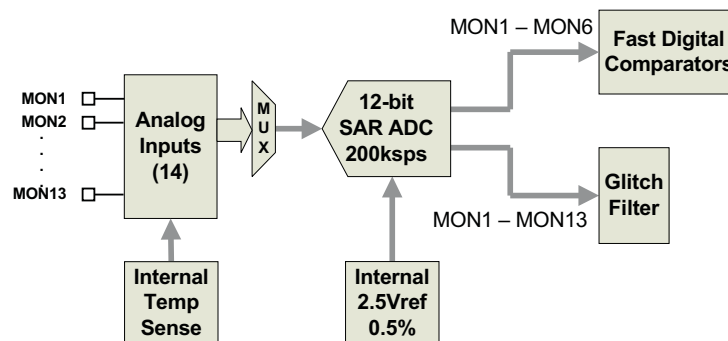 MON1 – MON6
Fast Digital
Comparators
MON1
MON2
.
.
.
MON13
Analog
Inputs
(14)
MUX
12-bit
SAR ADC
200ksps
MON1 – MON13
Glitch
Filter
Internal
Temp
Sense
Internal
2.5Vref
0.5%